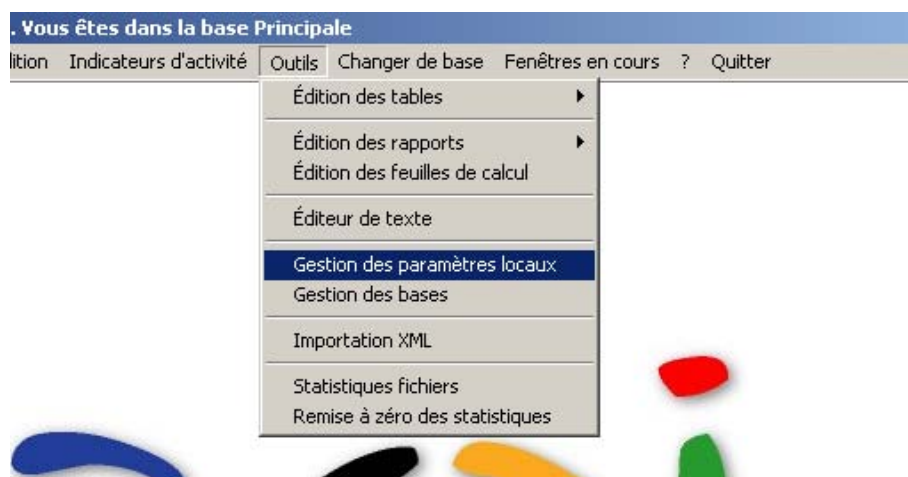 . Vous êtes dans la base Principale
dition Indicateurs d'activité Outils Changer de base Fenêtres en cours ? Quitter
Édition des tables
Édition des rapports
Édition des feuilles de calcul
Éditeur de texte
Gestion des paramètres locaux
Gestion des bases
Importation XML
Statistiques fichiers
Remise à zéro des statistiques